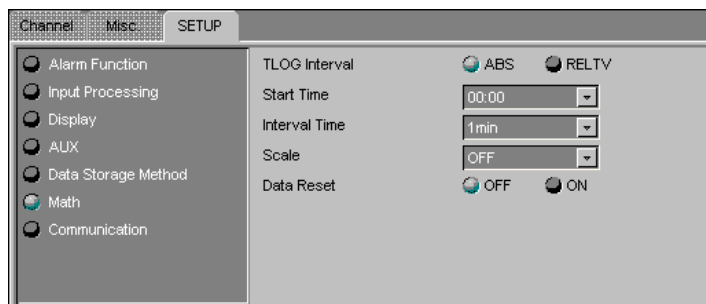 Channel Misc. SETUP
Alarm Function
Input Processing
Display
AUX
Data Storage Method
Math
Communication
TLOG Interval ABS RELTV
Start Time 00:00
Interval Time 1min
Scale OFF
Data Reset OFF ON